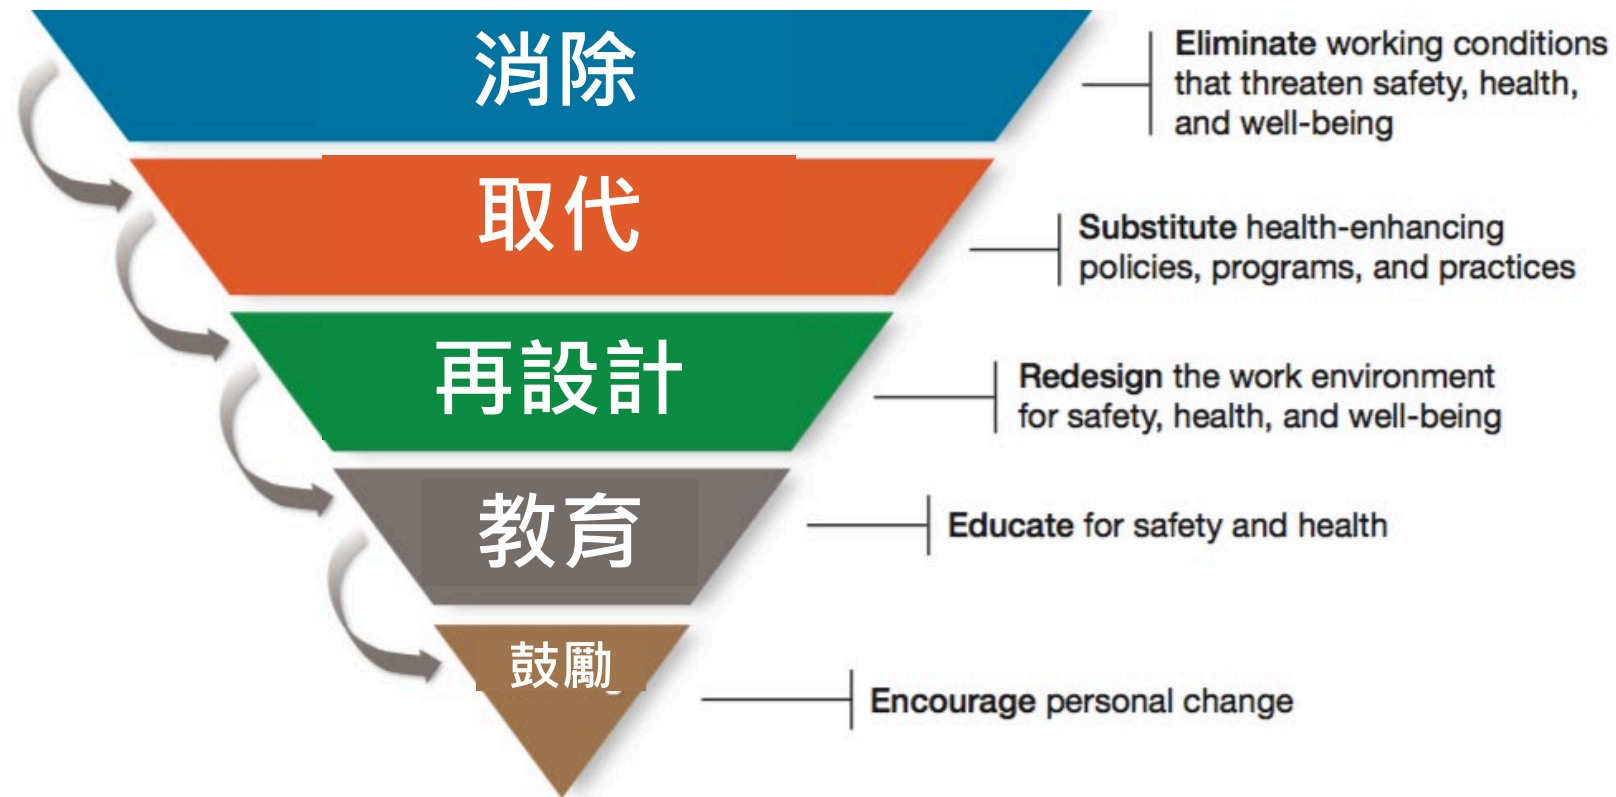 消除
Eliminate working conditions
that threaten safety, health,
and well-being
取代
Substitute health-enhancing
policies, programs, and practices
再設計
Redesign the work environment
for safety, health, and well-being
教育
Educate for safety and health
鼓勵
Encourage personal change